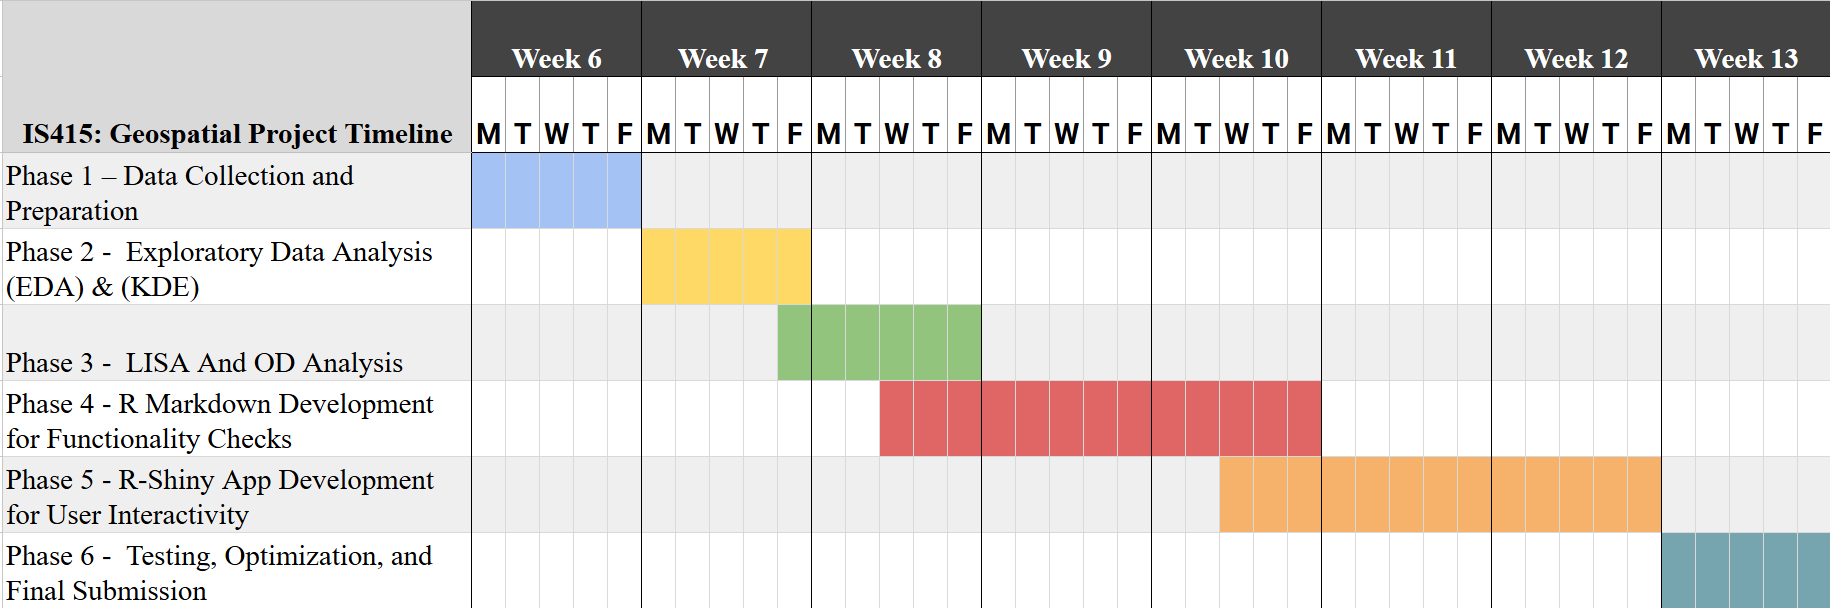 Week 6 Week 7 Week 8 Week 9 Week 10 Week 11 Week 12 Week 13
IS415: Geospatial Project Timeline M T W T F M T W T F M T W T F M T W T F M T W T F M T W T F M T W T F M T W T F
Phase 1 – Data Collection and
Preparation
Phase 2 -  Exploratory Data Analysis
(EDA) & (KDE)
Phase 3 -  LISA And OD Analysis
Phase 4 - R Markdown Development
for Functionality Checks
Phase 5 - R-Shiny App Development
for User Interactivity
Phase 6 -  Testing, Optimization, and
Final Submission